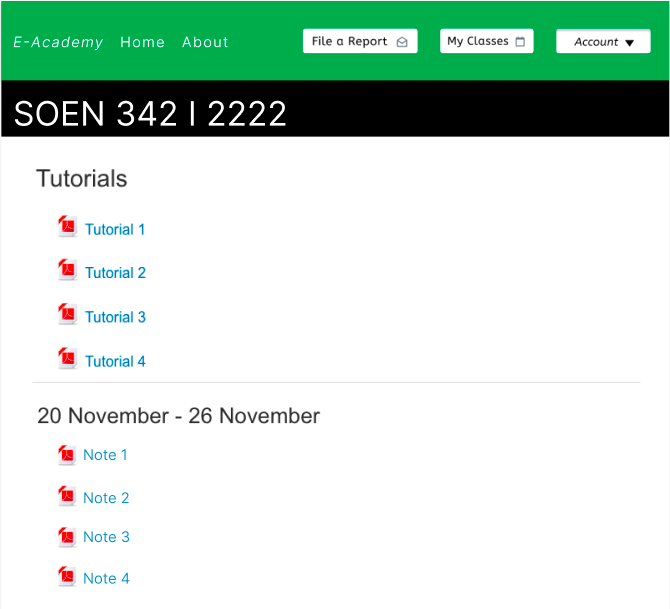 E-Academy Home About File a Report My Classes Account
SOEN 342 I 2222
Tutorials
Tutorial 1
Tutorial 2
Tutorial 3
Tutorial 4
20 November - 26 November
Note 1
Note 2
Note 3
Note 4